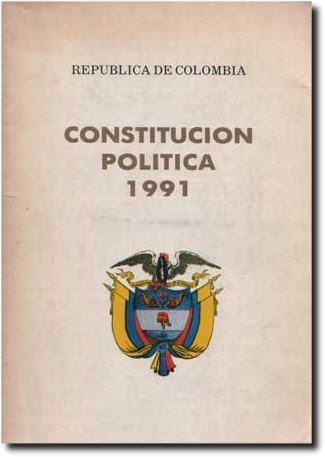 REPUBLICA DE COLOMBIA
CONSTITUCION
POLITICA
1991